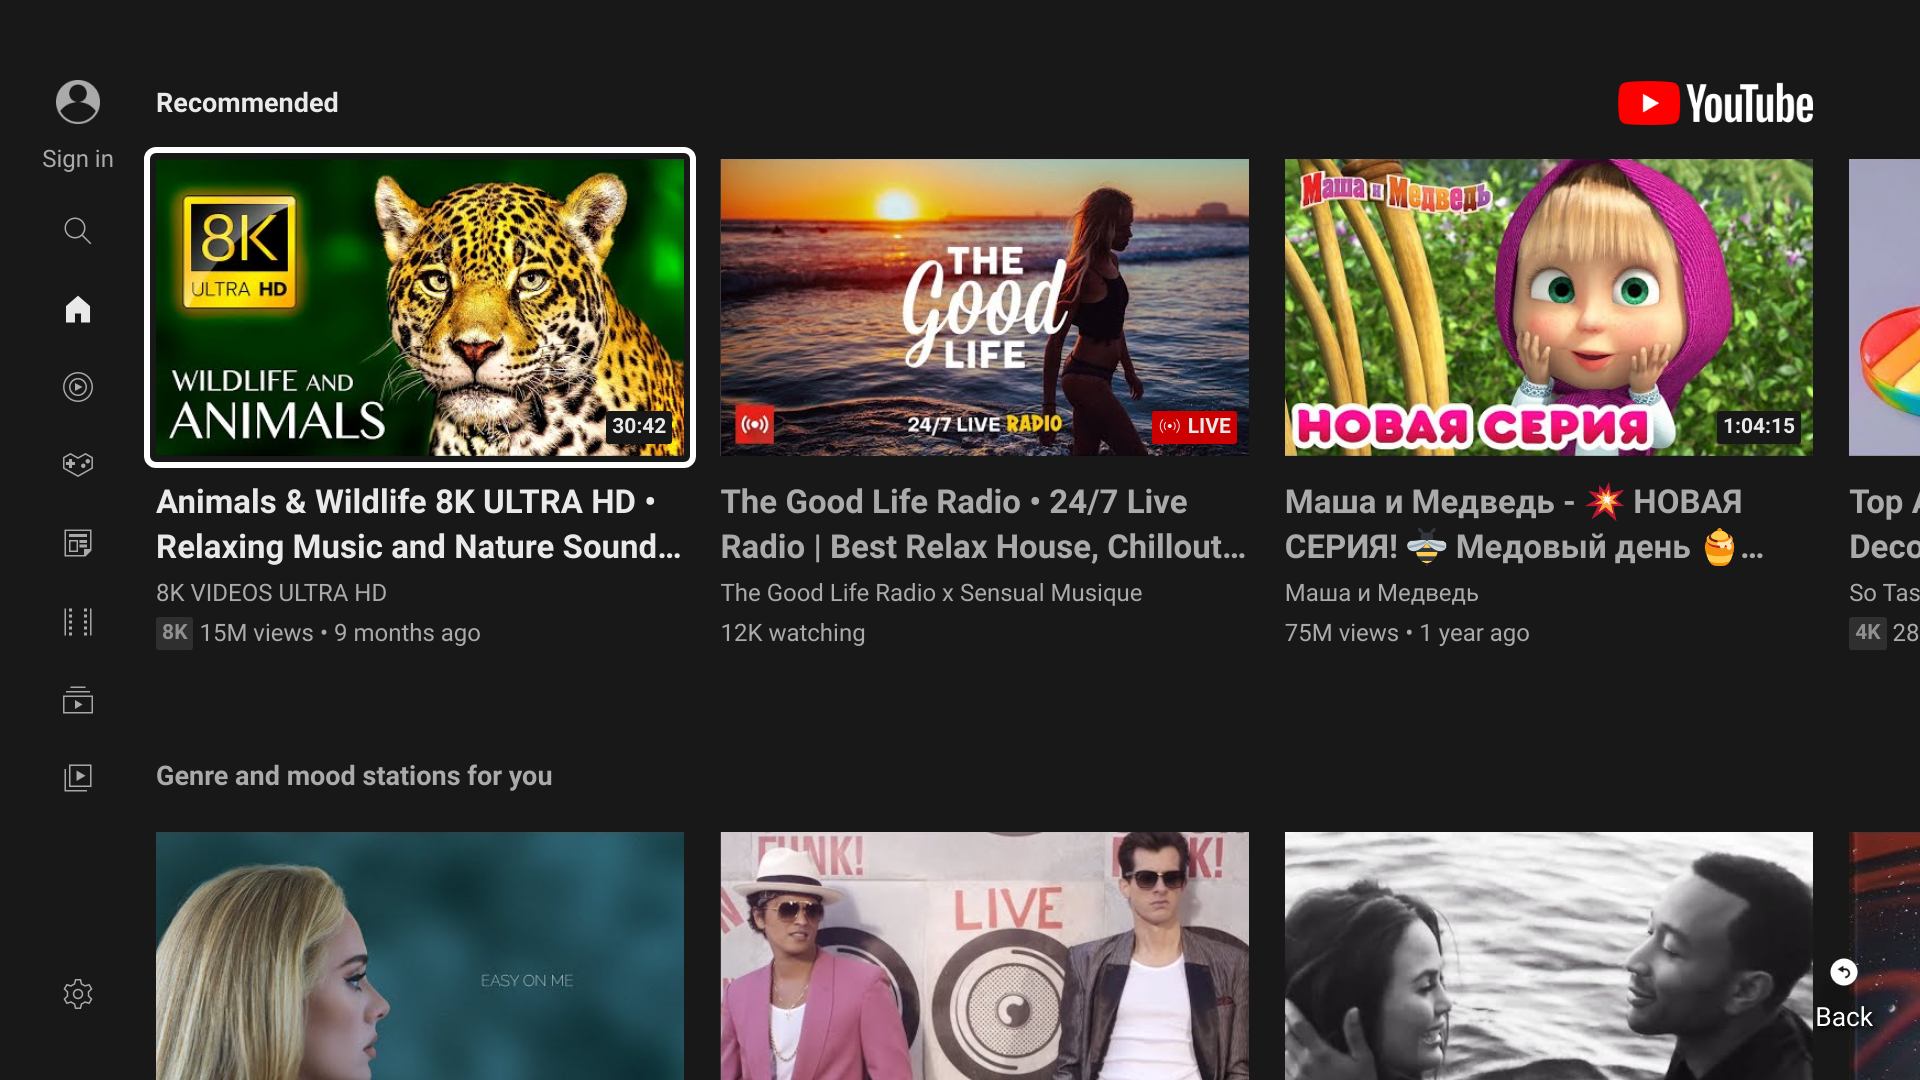 Recommended
YouTube
Sign in
8K
ULTRA HD
WILDLIFE AND
ANIMALS
30:42
THE
Good
LIFE
24/7 LIVE RADIO
LIVE
Маша и Медведь
НОВАЯ СЕРИЯ
1:04:15
Animals & Wildlife 8K ULTRA HD •
Relaxing Music and Nature Sound...
8K VIDEOS ULTRA HD
8K 15M views • 9 months ago
The Good Life Radio • 24/7 Live
Radio | Best Relax House, Chillout...
The Good Life Radio x Sensual Musique
12K watching
Маша и Медведь - 💥 НОВАЯ
СЕРИЯ! 🐝 Медовый день 🍯...
Маша и Медведь
75M views • 1 year ago
Top
Deco
So Tas
4K 28
Genre and mood stations for you
EASY ON ME
LIVE
Back